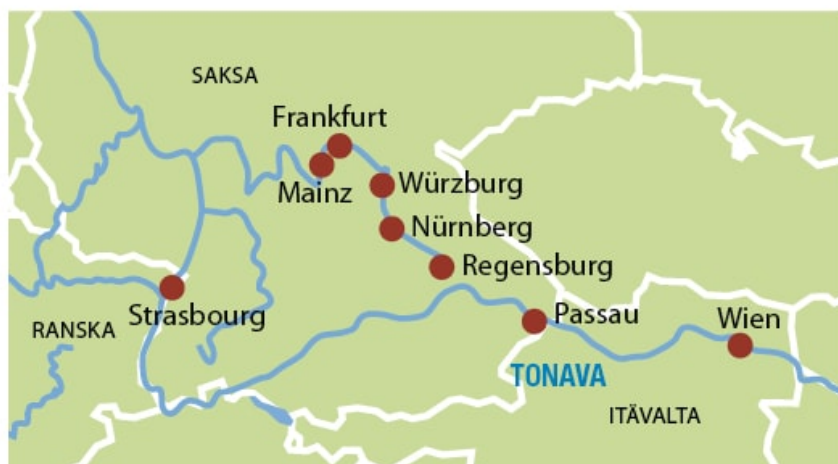 SAKSA
Frankfurt
Mainz
Würzburg
Nürnberg
Regensburg
Strasbourg
RANSKA
Passau
Wien
TONAVA
ITÄVALTA